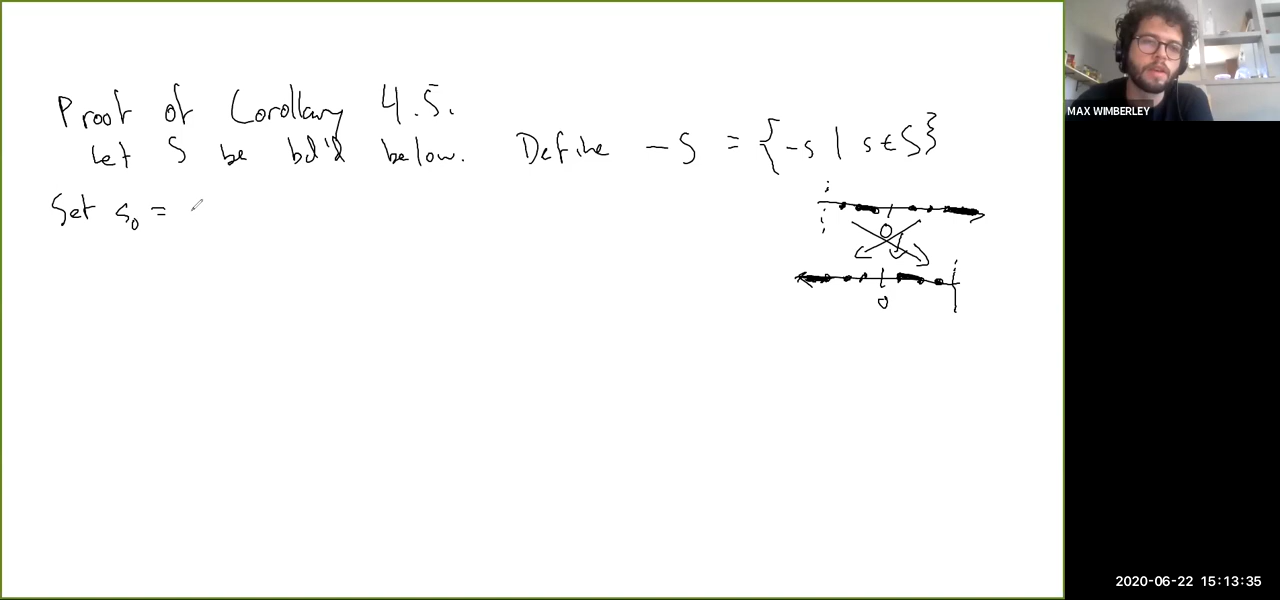 Proof of Corollary 4.5.
Let S be bd'd below. Define -S = {-s | s ∈ S}
Set s₀ =
0
0
MAX WIMBERLEY
2020-06-22 15:13:35